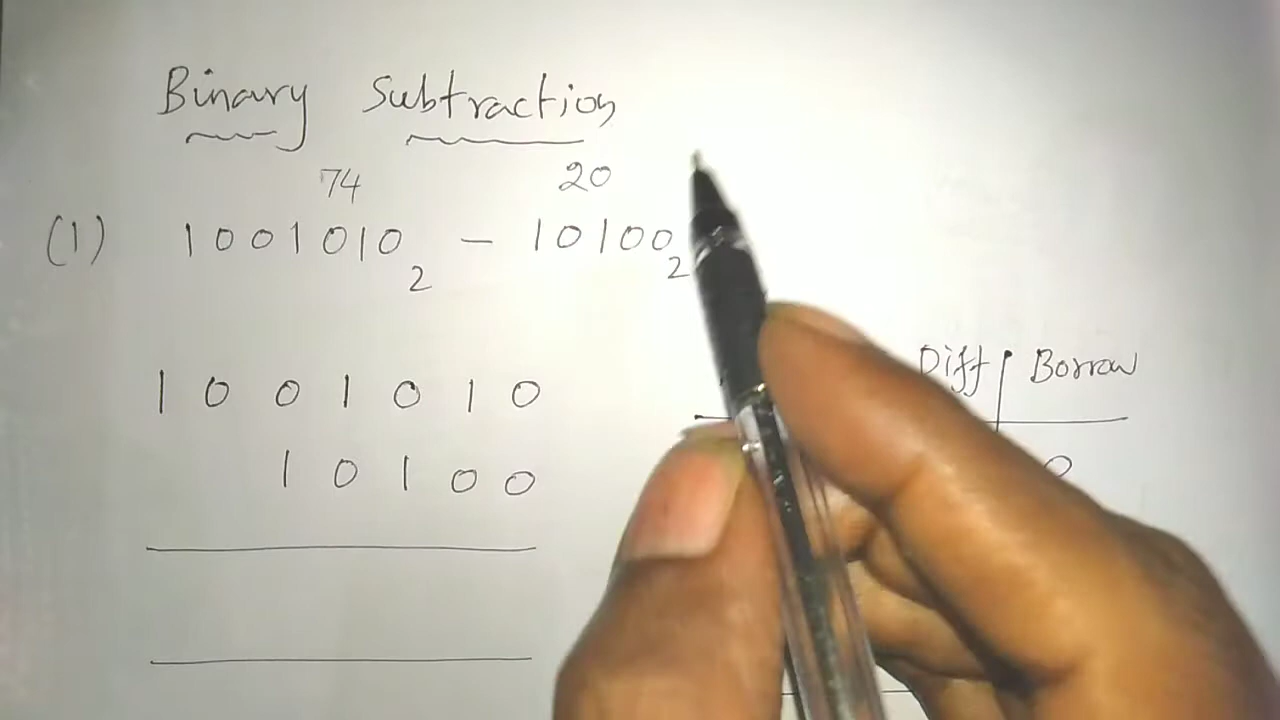 Binary Subtraction
74 20
(1) 1001010₂ – 10100₂
1 0 0 1 0 1 0
1 0 1 0 0
Diff Borrow
0